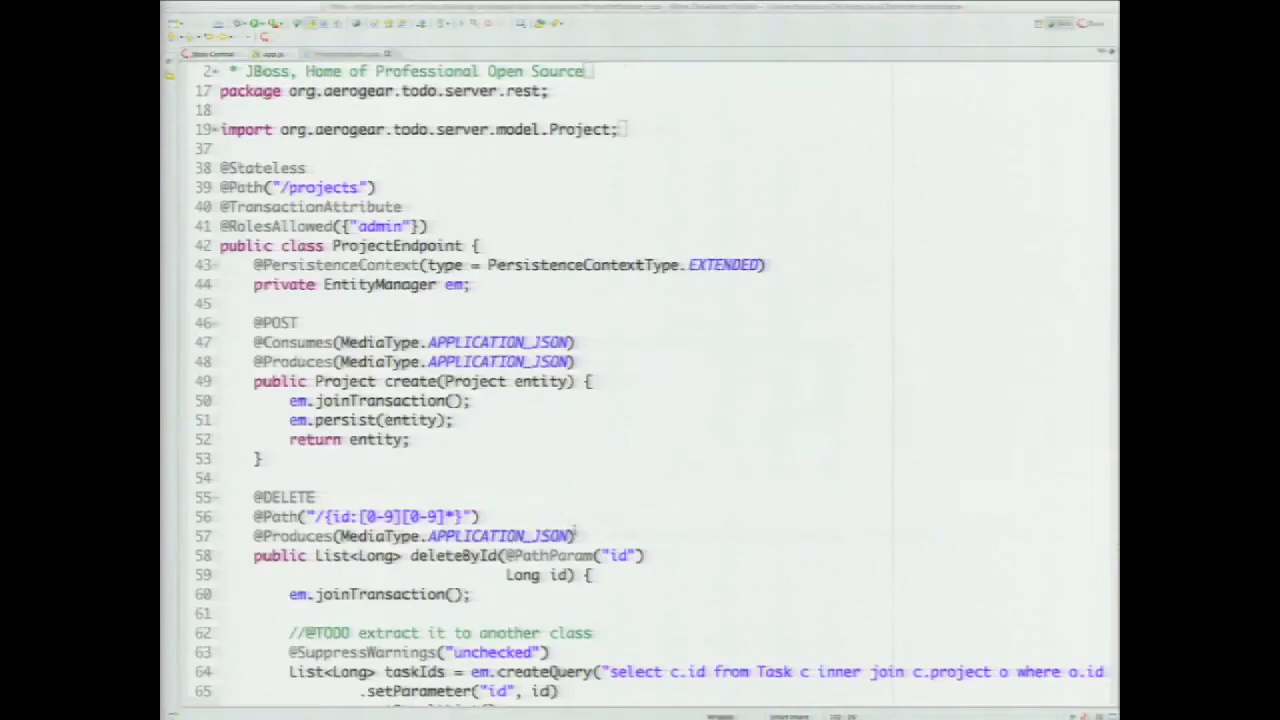 2 * JBoss, Home of Professional Open Source
17 package org.aerogear.todo.server.rest;
18
19 import org.aerogear.todo.server.model.Project;
37
38 @Stateless
39 @Path("/projects")
40 @TransactionAttribute
41 @RolesAllowed({"admin"})
42 public class ProjectEndpoint {
43 @PersistenceContext(type = PersistenceContextType.EXTENDED)
44 private EntityManager em;
45
46 @POST
47 @Consumes(MediaType.APPLICATION_JSON)
48 @Produces(MediaType.APPLICATION_JSON)
49 public Project create(Project entity) {
50 em.joinTransaction();
51 em.persist(entity);
52 return entity;
53 }
54
55 @DELETE
56 @Path("/{id:[0-9][0-9]*}")
57 @Produces(MediaType.APPLICATION_JSON)
58 public List<Long> deleteById(@PathParam("id")
59 Long id) {
60 em.joinTransaction();
61
62 //@TODO extract it to another class
63 @SuppressWarnings("unchecked")
64 List<Long> taskIds = em.createQuery("select c.id from Task c inner join c.project o where o.id
65 .setParameter("id", id)